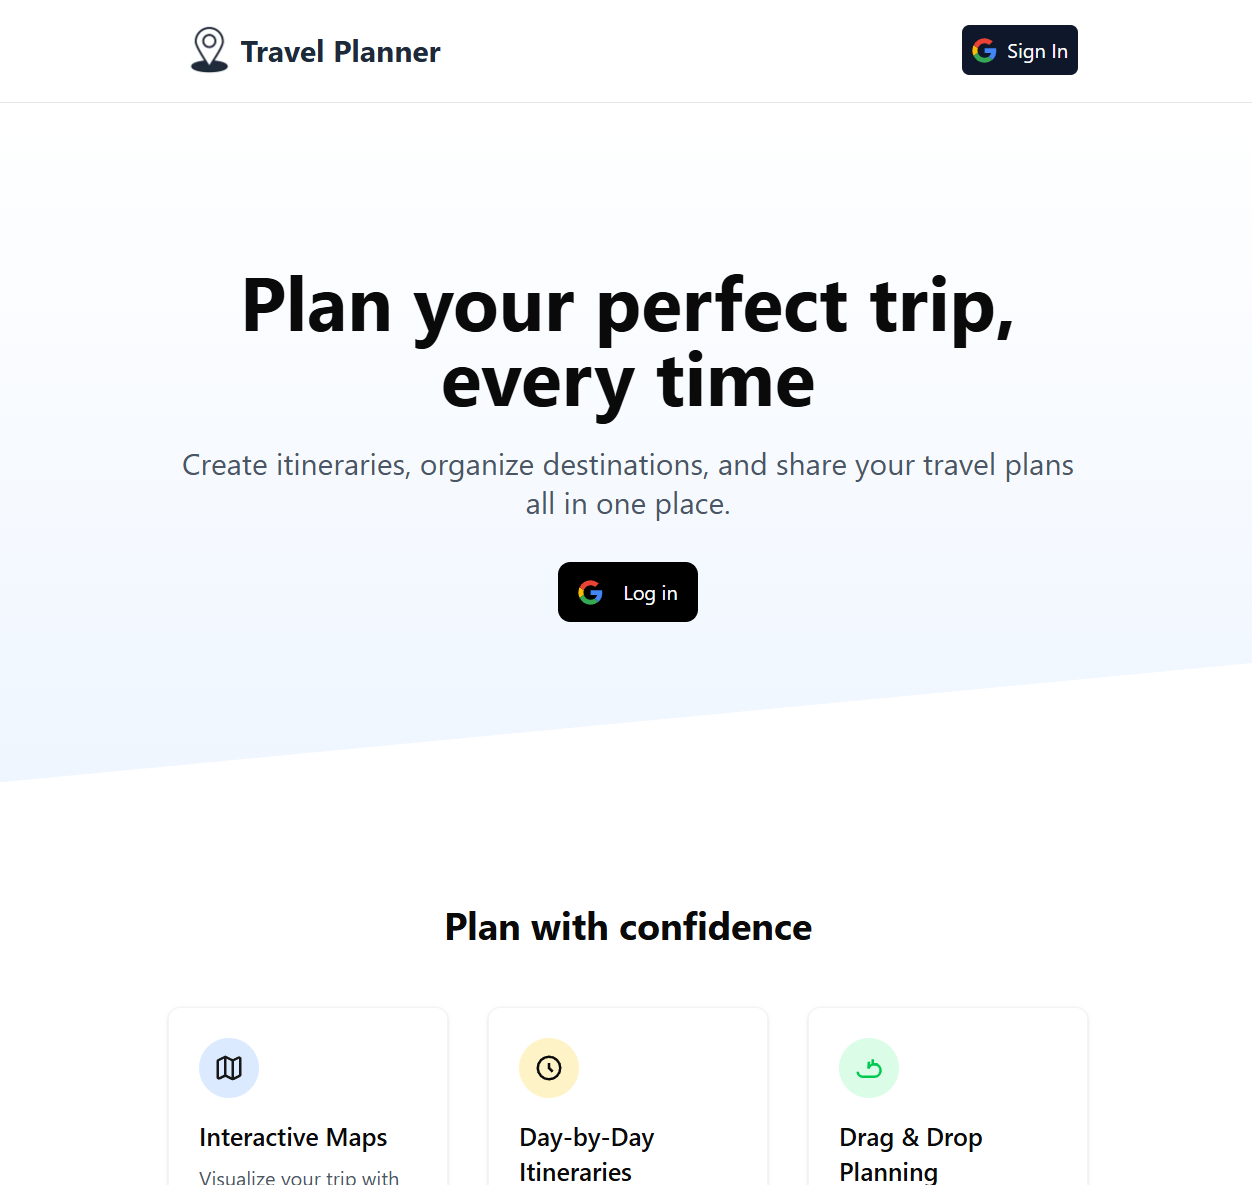 Travel Planner
Sign In
Plan your perfect trip,
every time
Create itineraries, organize destinations, and share your travel plans
all in one place.
Log in
Plan with confidence
Interactive Maps
Visualize your trip with
Day-by-Day
Itineraries
Drag & Drop
Planning